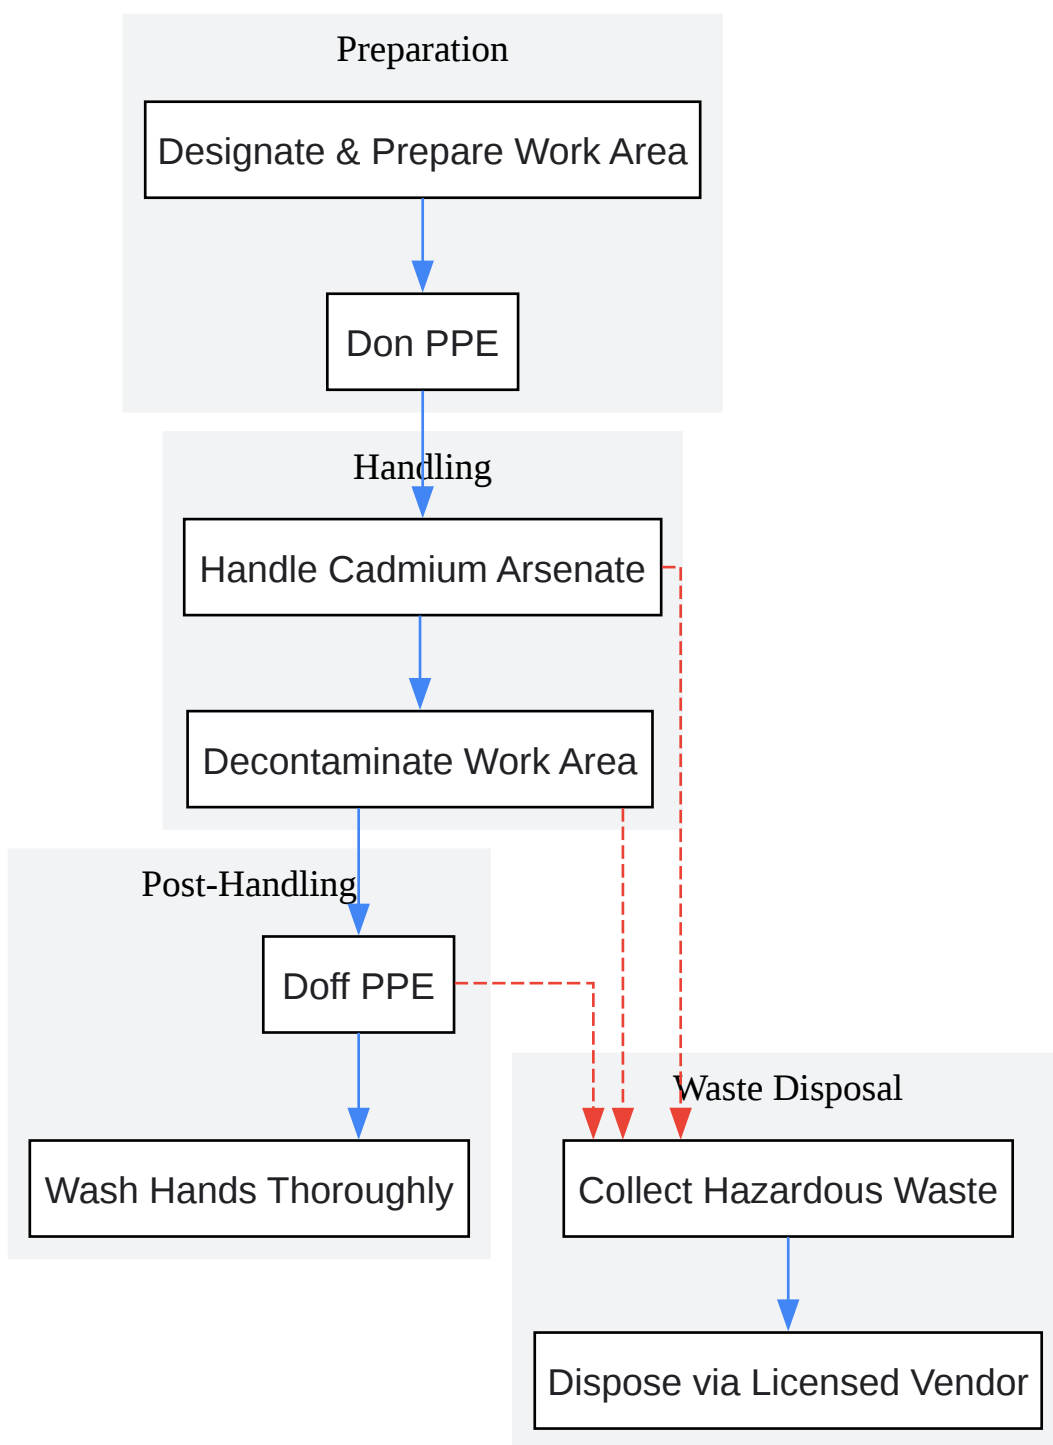 Preparation
Designate & Prepare Work Area
Don PPE
Handling
Handle Cadmium Arsenate
Decontaminate Work Area
Post-Handling
Doff PPE
Wash Hands Thoroughly
Waste Disposal
Collect Hazardous Waste
Dispose via Licensed Vendor